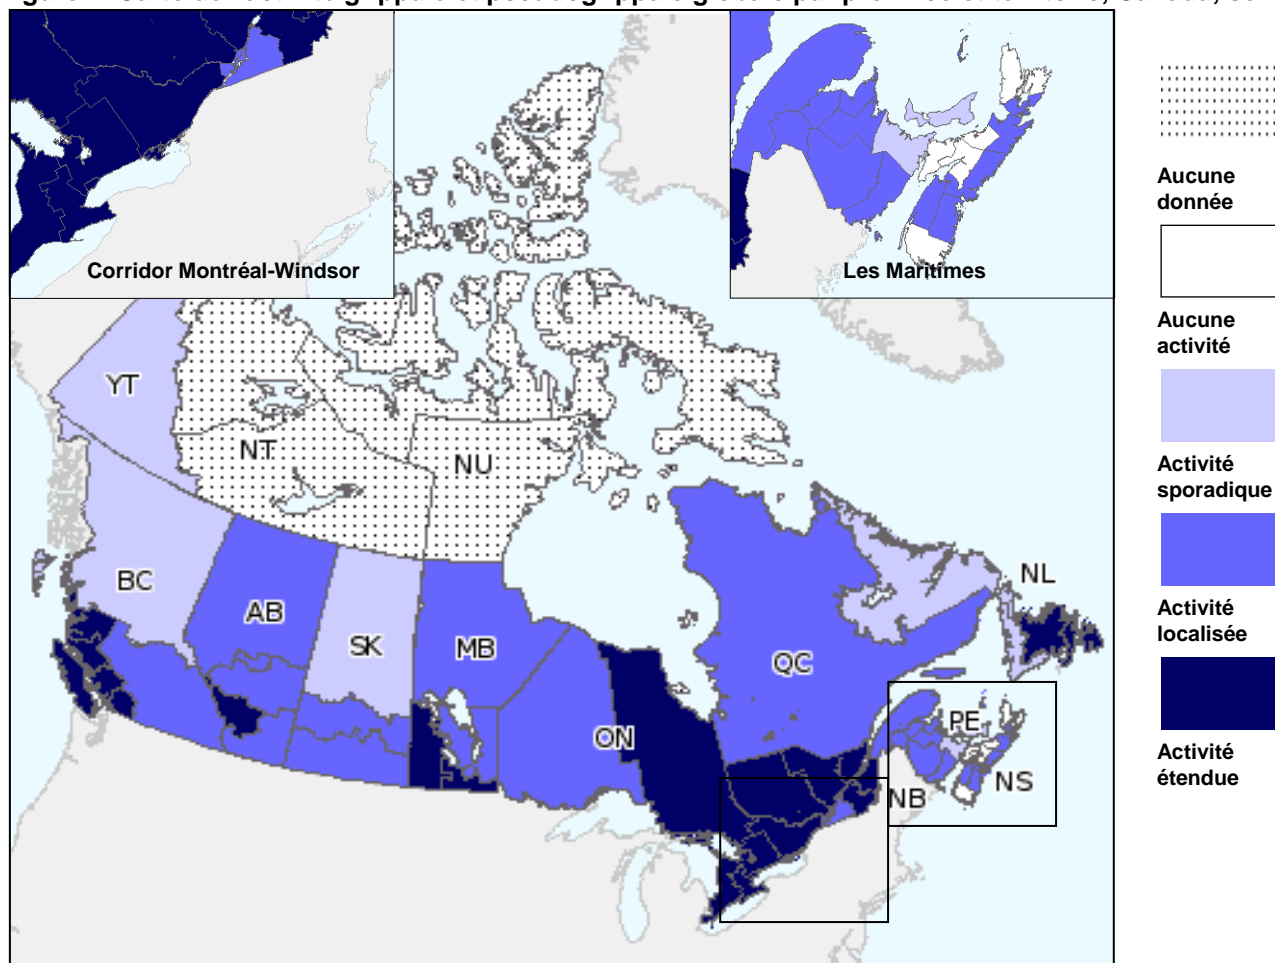 Corridor Montréal-Windsor
Les Maritimes
Aucune
donnée
Aucune
activité
Activité
sporadique
Activité
localisée
Activité
étendue
YT
NT
NU
BC
AB
SK
MB
ON
QC
NL
PE
NB
NS